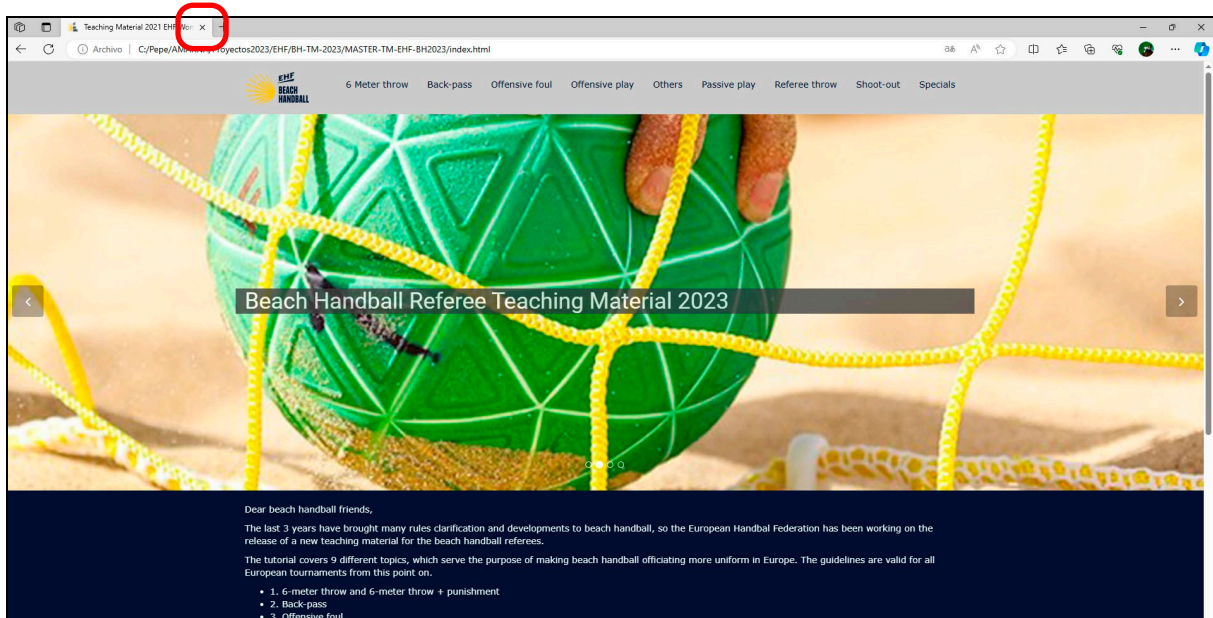 Teaching Material 2021 EHF Wom
Archivo | C:/Pepe/AMA royectos2023/EHF/BH-TM-2023/MASTER-TM-EHF-BH2023/index.html
EHF
BEACH
HANDBALL
6 Meter throw Back-pass Offensive foul Offensive play Others Passive play Referee throw Shoot-out Specials
Beach Handball Referee Teaching Material 2023
Dear beach handball friends,
The last 3 years have brought many rules clarification and developments to beach handball, so the European Handbal Federation has been working on the
release of a new teaching material for the beach handball referees.
The tutorial covers 9 different topics, which serve the purpose of making beach handball officiating more uniform in Europe. The guidelines are valid for all
European tournaments from this point on.
• 1. 6-meter throw and 6-meter throw + punishment
• 2. Back-pass
• 3. Offensive foul